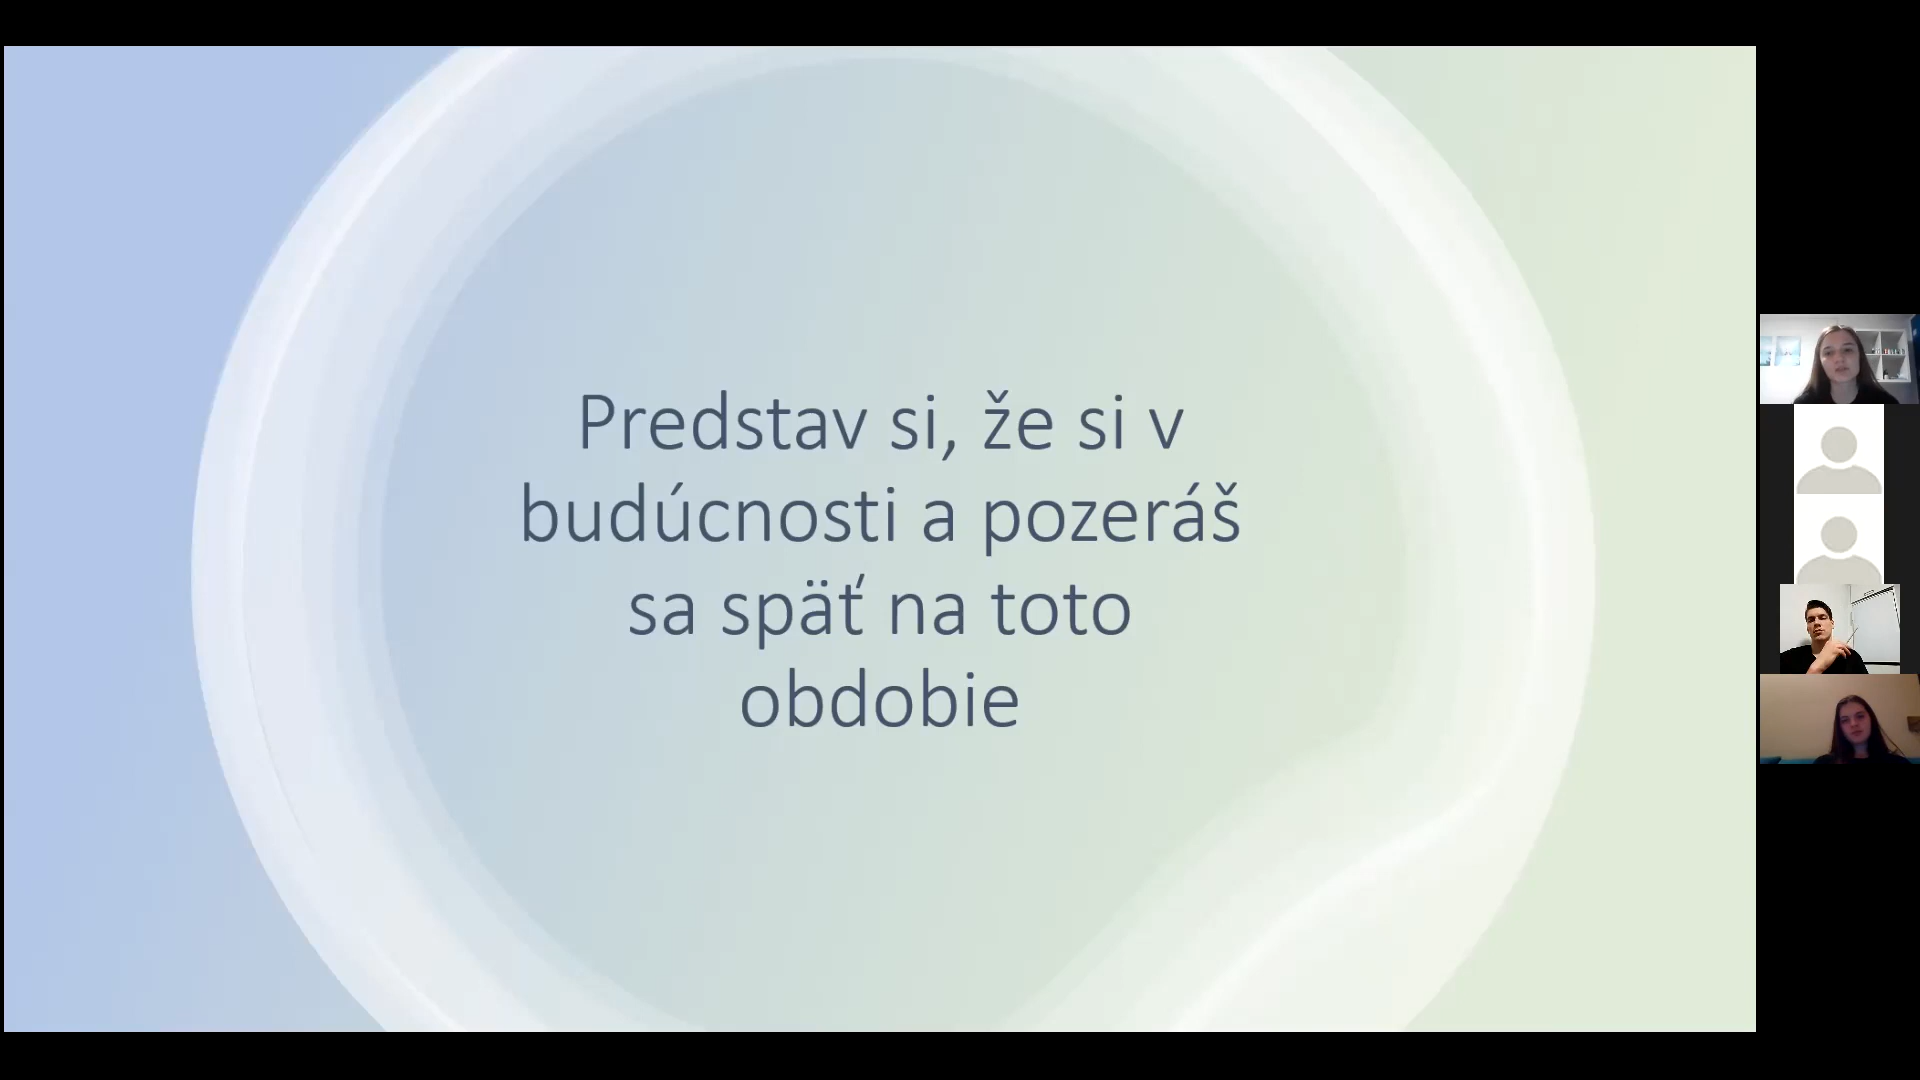 Predstav si, že si v
budúcnosti a pozeráš
sa späť na toto
obdobie